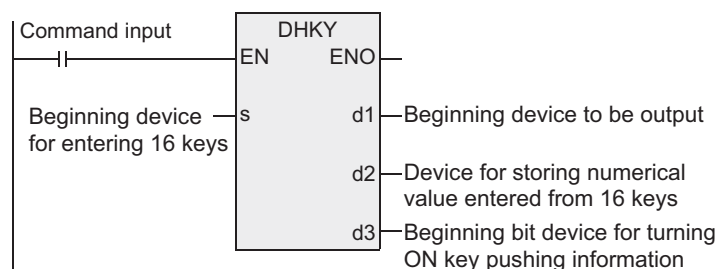 Command input
DHKY
EN ENO
Beginning device
for entering 16 keys
s
d1
Beginning device to be output
d2
Device for storing numerical
value entered from 16 keys
d3
Beginning bit device for turning
ON key pushing information